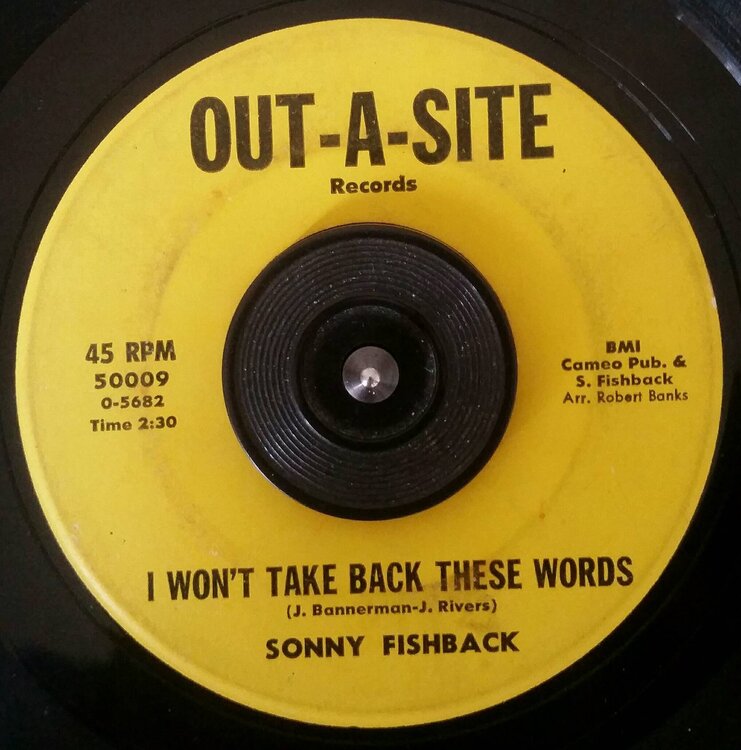 OUT-A-SITE
Records
45 RPM
50009
0-5682
Time 2:30
BMI
Cameo Pub. &
S. Fishback
Arr. Robert Banks
I WON'T TAKE BACK THESE WORDS
(J. Bannerman-J. Rivers)
SONNY FISHBACK